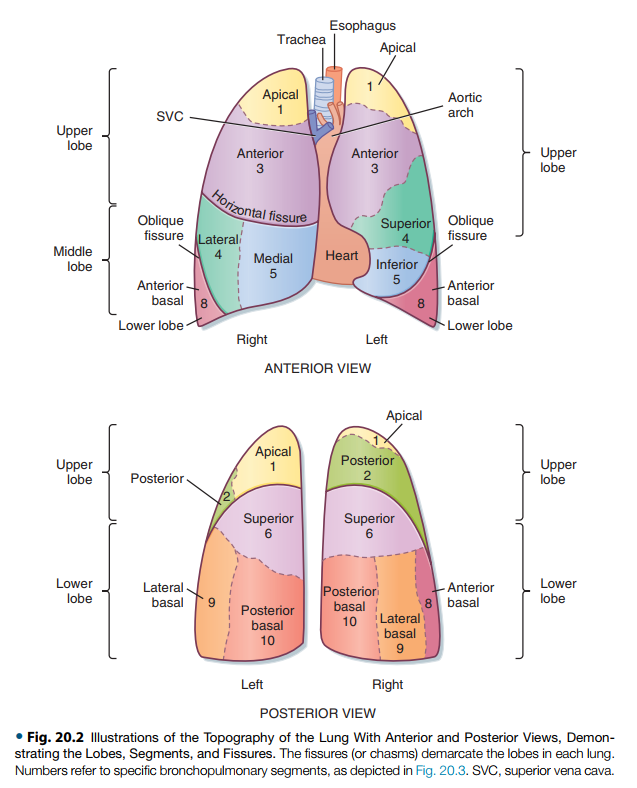 Esophagus
Trachea
Apical
Apical
1
1
SVC
Aortic
arch
Upper
lobe
Anterior
3
Anterior
3
Upper
lobe
Horizontal fissure
Oblique
fissure
Lateral
4
Superior
4
Oblique
fissure
Middle
lobe
Medial
5
Heart
Inferior
5
Anterior
basal
8
8
Anterior
basal
Lower lobe
Lower lobe
Right
Left
ANTERIOR VIEW
Apical
Upper
lobe
Apical
1
1
Posterior
2
Posterior
2
Upper
lobe
Superior
6
Superior
6
Lower
lobe
Lateral
basal
9
Posterior
basal
10
Posterior
basal
10
Lateral
basal
9
8
Anterior
basal
Lower
lobe
Left
Right
POSTERIOR VIEW
• Fig. 20.2 Illustrations of the Topography of the Lung With Anterior and Posterior Views, Demon-
strating the Lobes, Segments, and Fissures. The fissures (or chasms) demarcate the lobes in each lung.
Numbers refer to specific bronchopulmonary segments, as depicted in Fig. 20.3. SVC, superior vena cava.